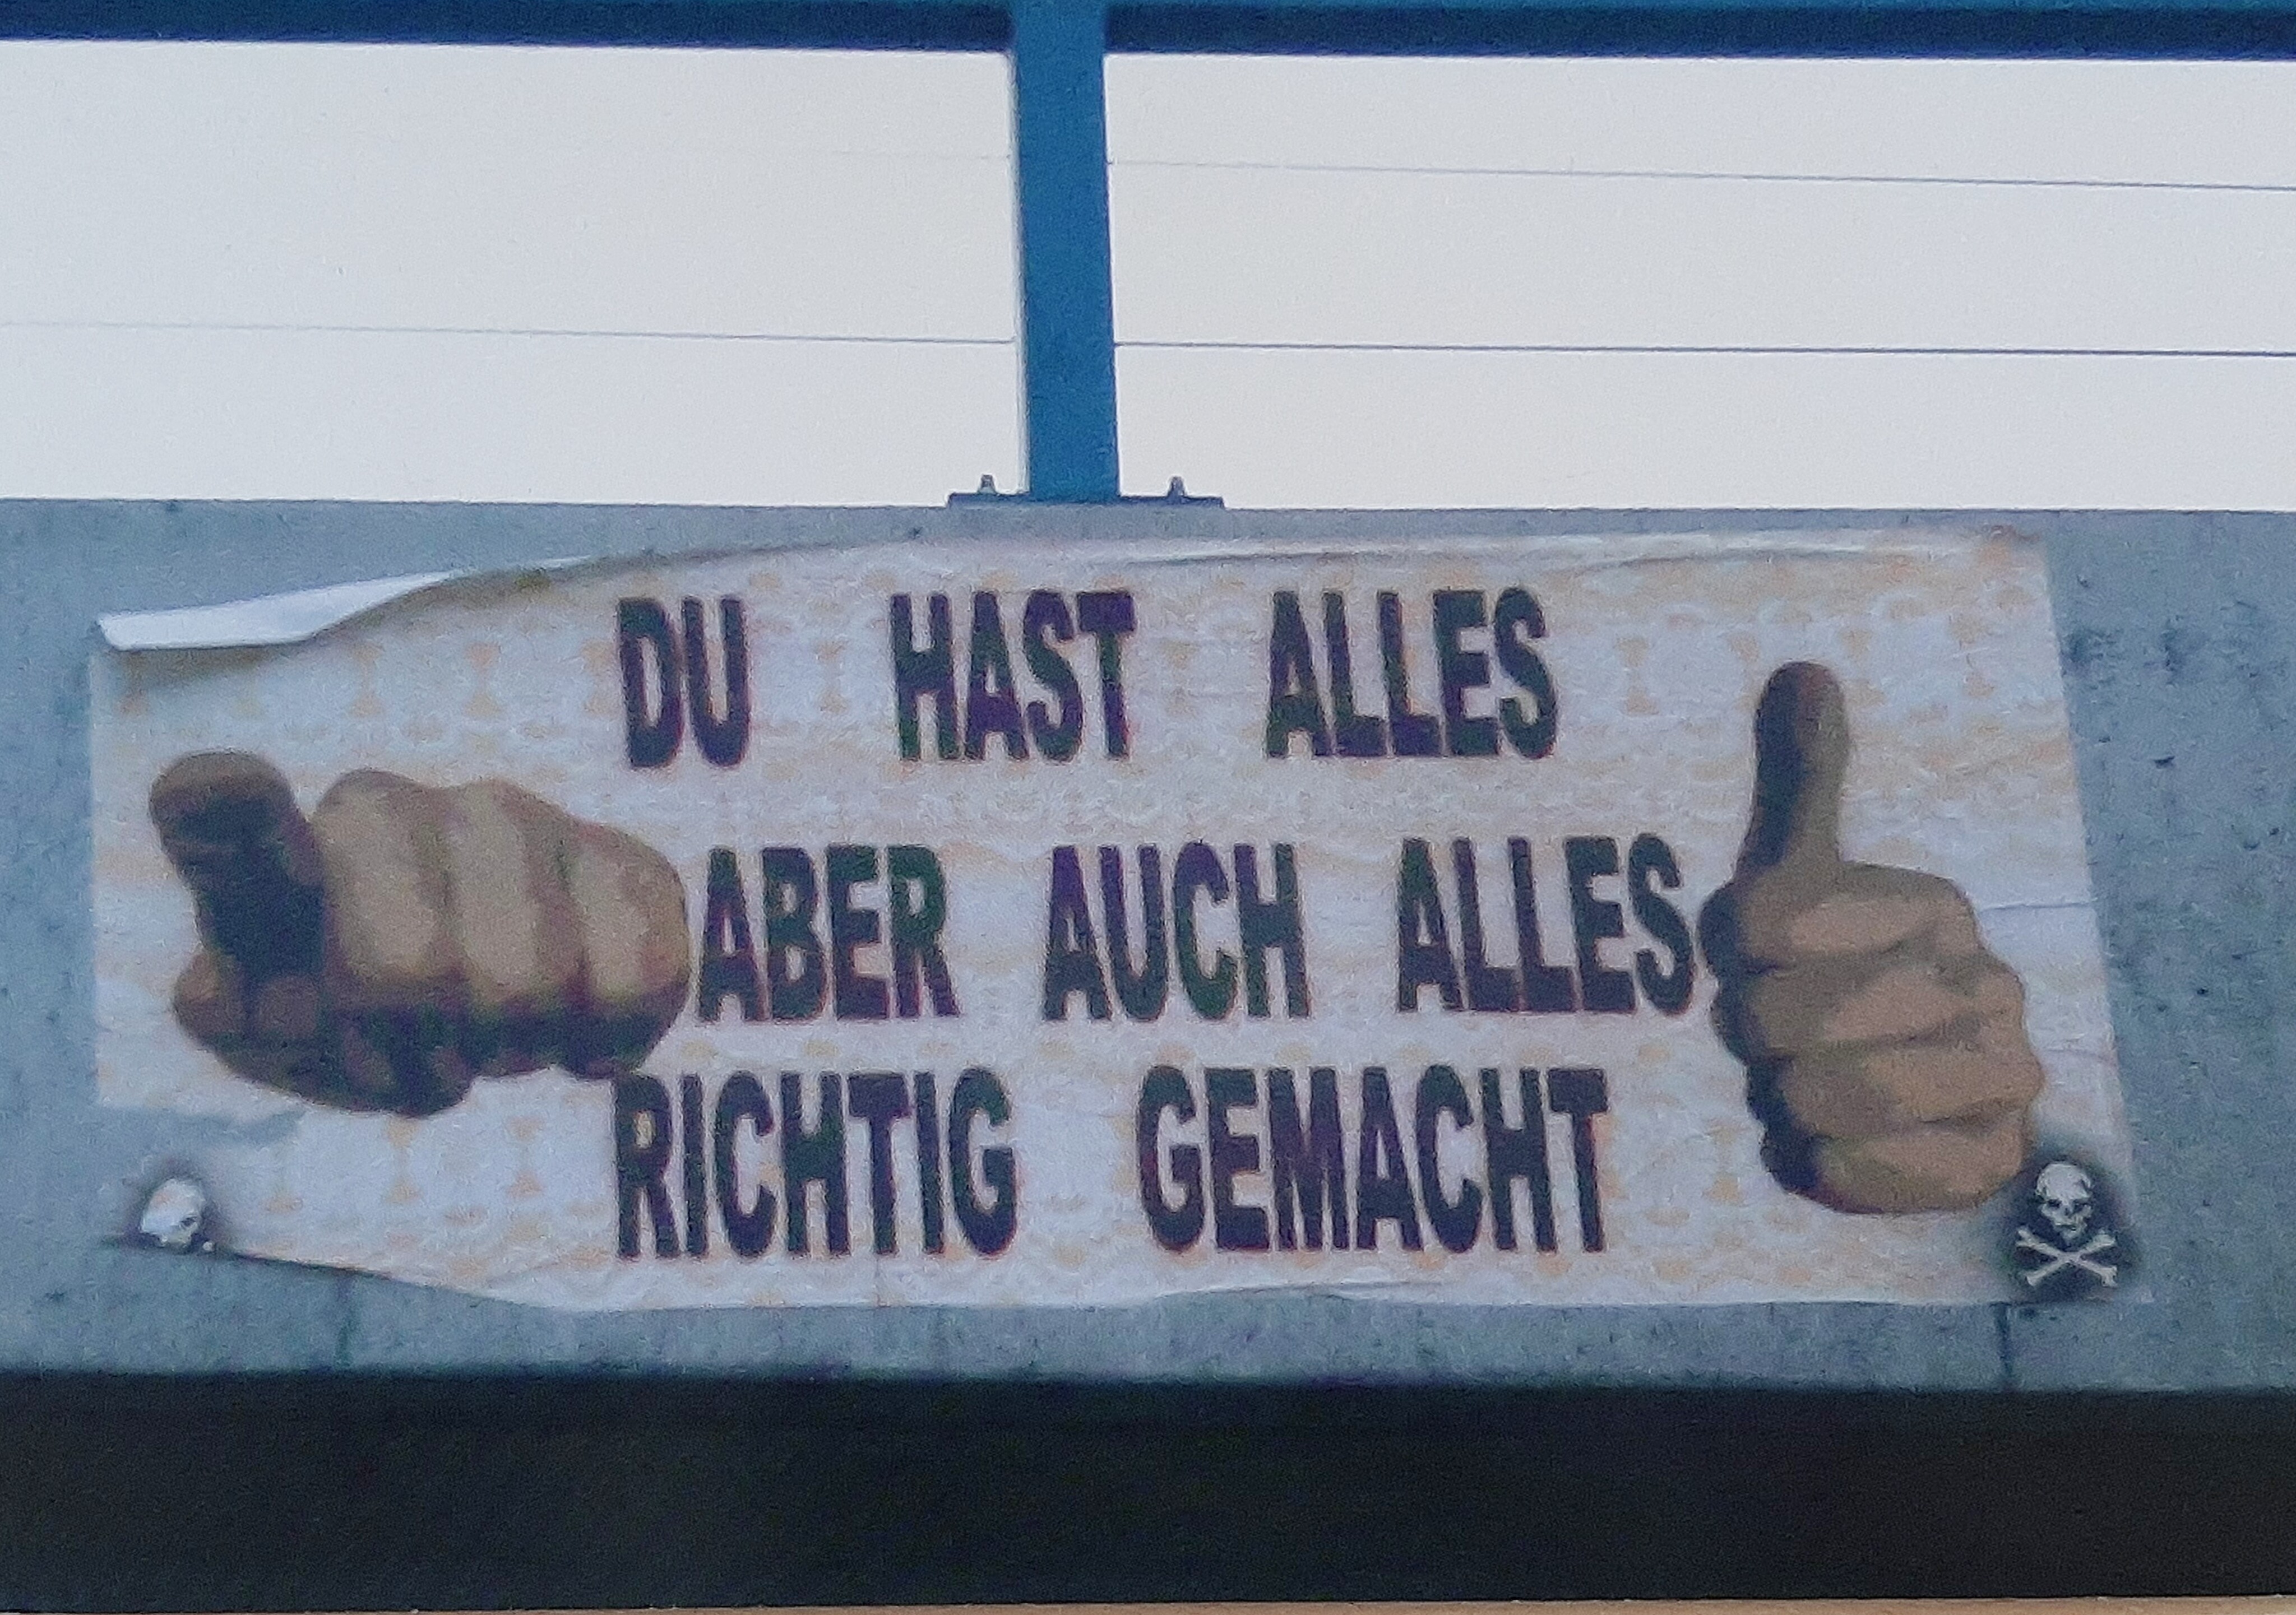 DU HAST ALLES
ABER AUCH ALLES
RICHTIG GEMACHT